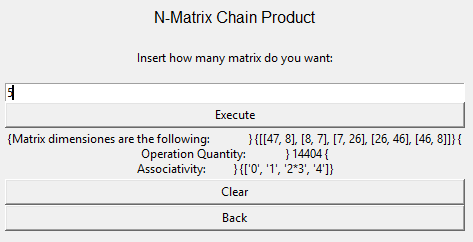 N-Matrix Chain Product
Insert how many matrix do you want:
5
Execute
{Matrix dimensiones are the following: } {[[47, 8], [8, 7], [7, 26], [26, 46], [46, 8]]} {
Operation Quantity: } 14404 {
Associativity: } {['0', '1', '2*3', '4']}
Clear
Back